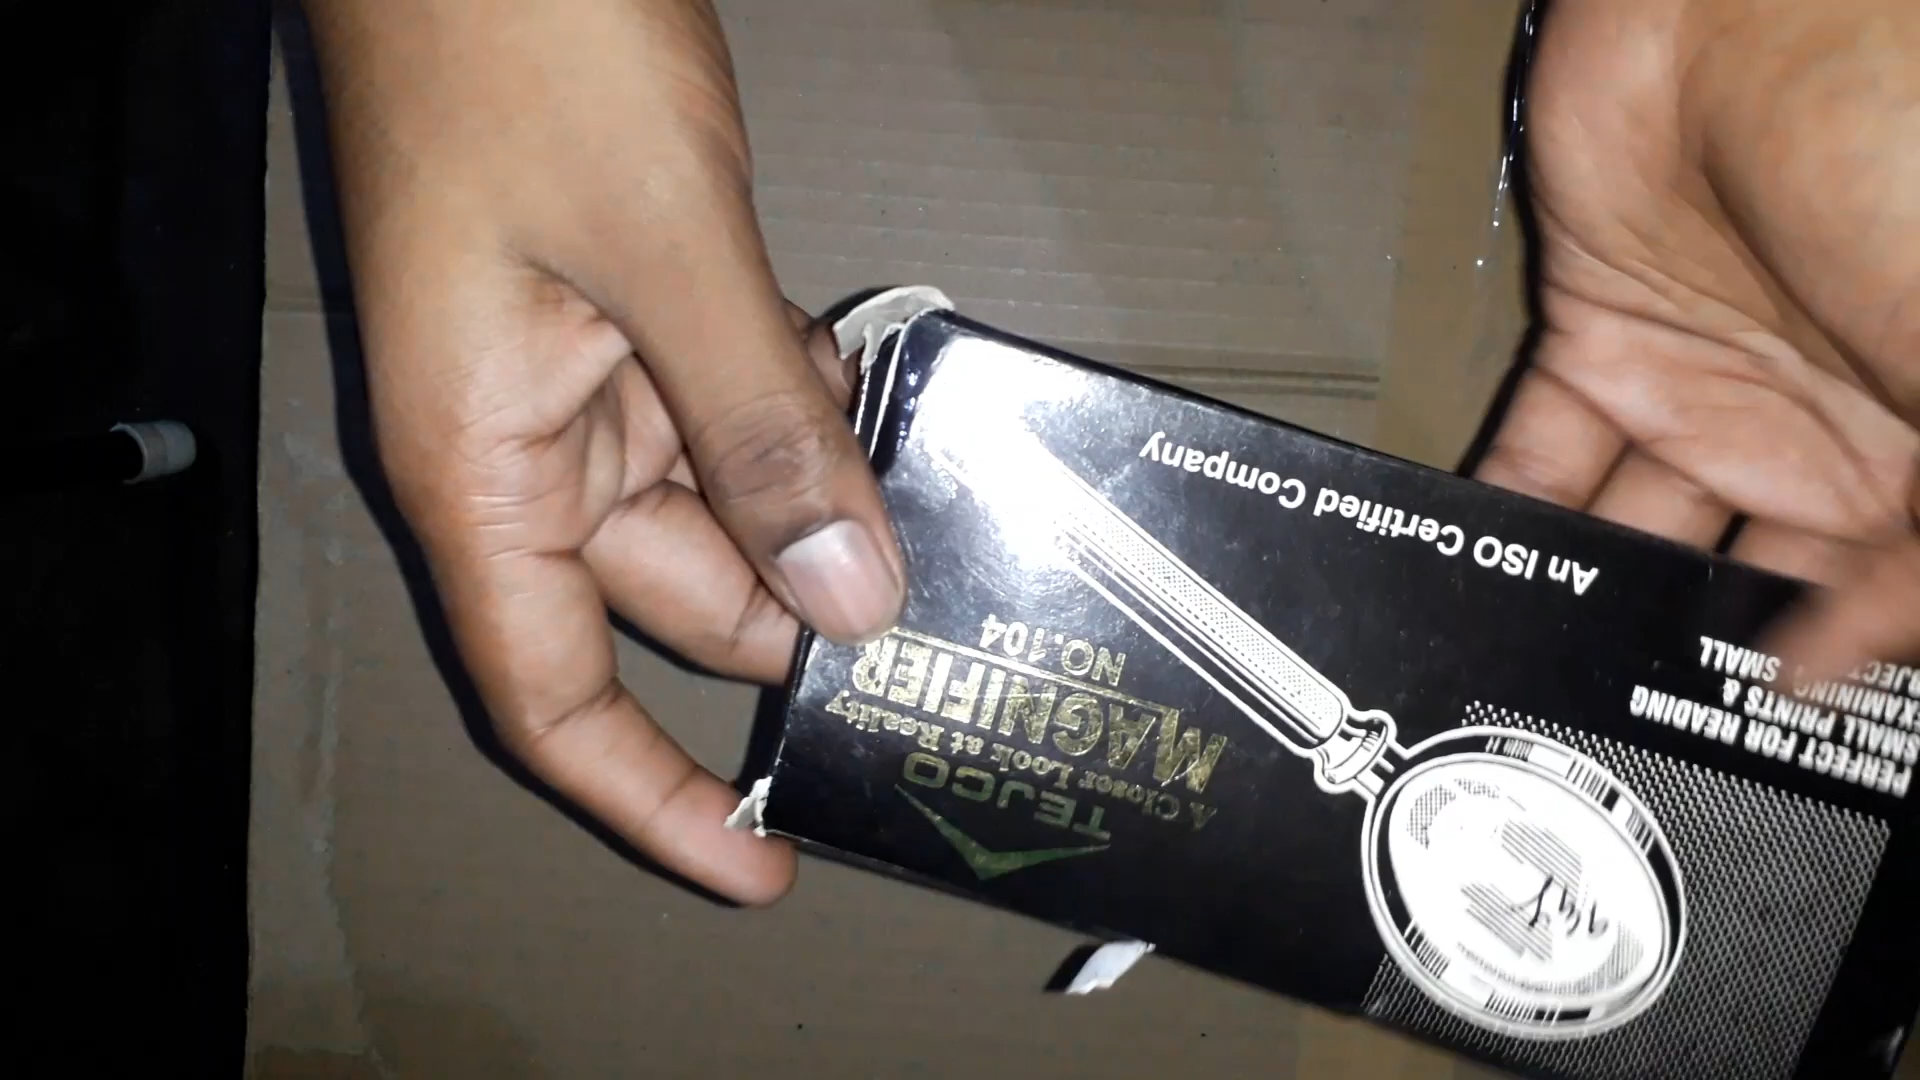 TEJCO
A Closer Look at Reality
MAGNIFIER
NO.104
PERFECT FOR READING
SMALL PRINTS &
EXAMINING SMALL
An ISO Certified Company